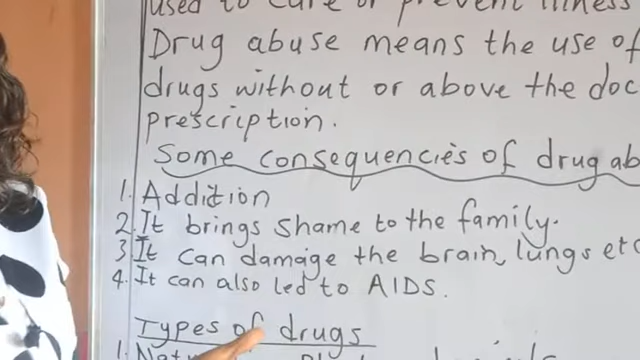 used to cure or prevent illness
Drug abuse means the use of
drugs without or above the doc
prescription.
Some consequencies of drug ab
1. Addiction
2. It brings shame to the family.
3. It can damage the brain, lungs etc
4. It can also led to AIDS.
Types of drugs
1. Natu